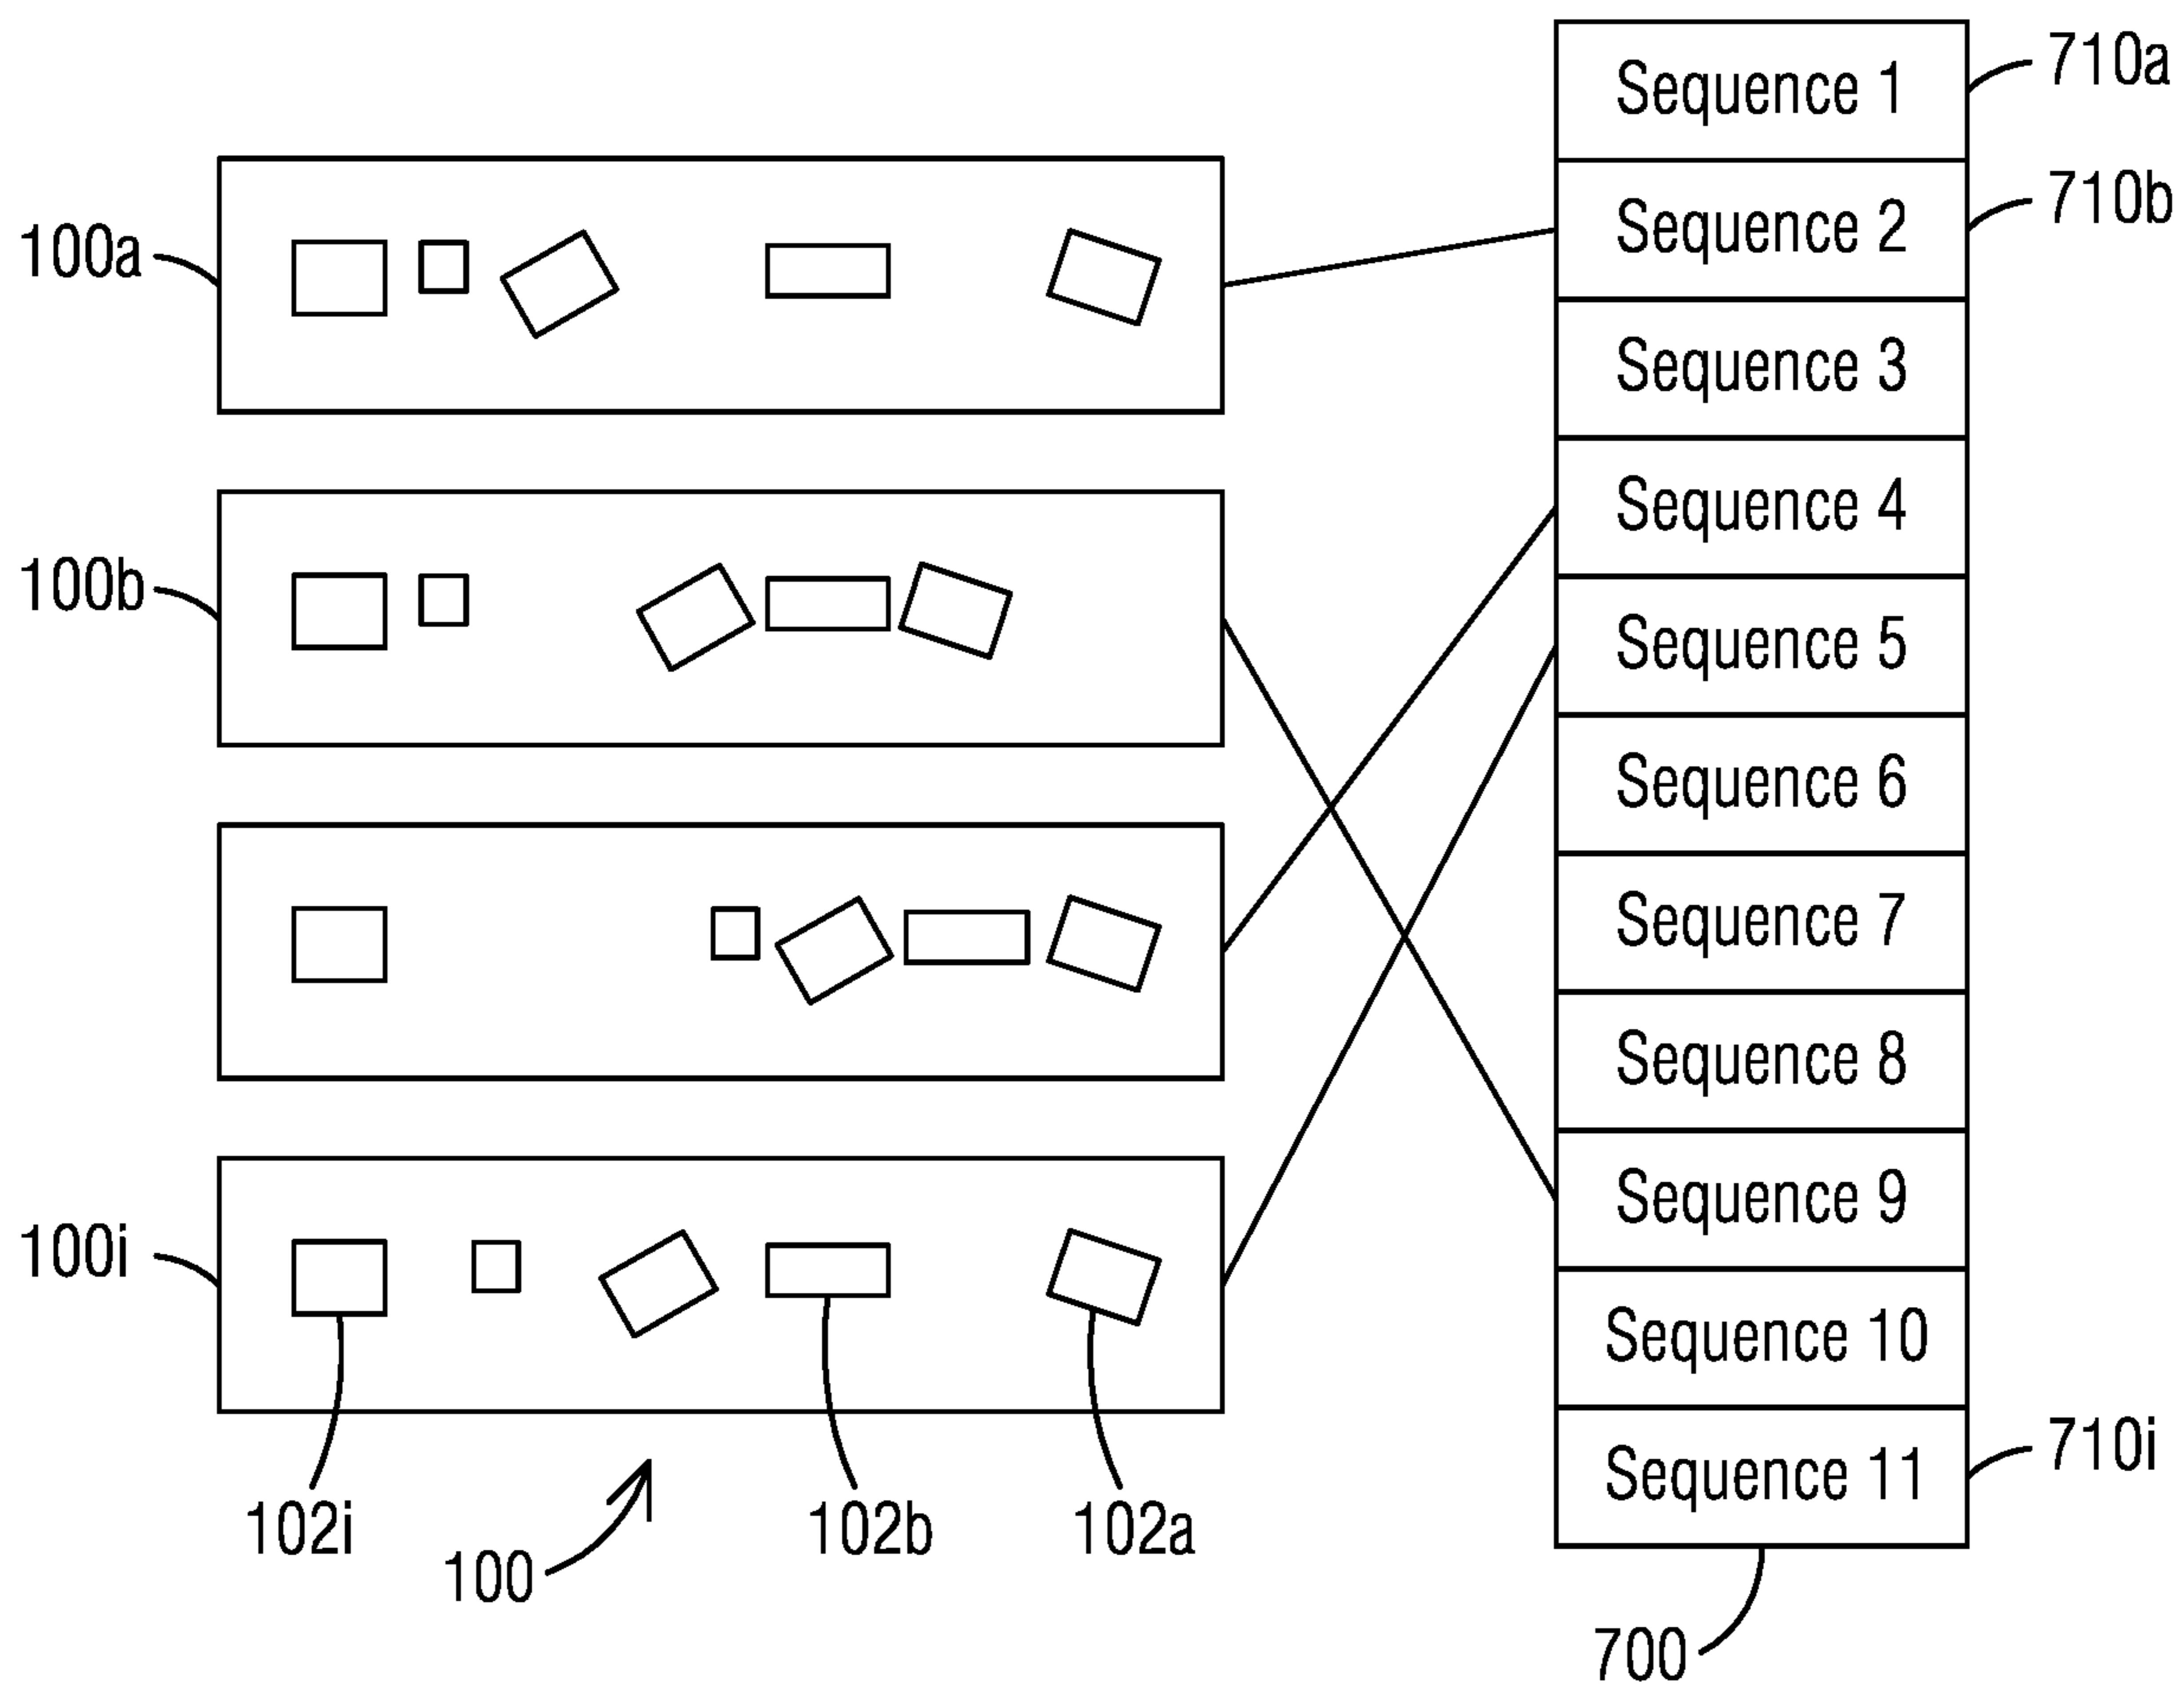 710a
Sequence 1
710b
Sequence 2
100a
Sequence 3
Sequence 4
100b
Sequence 5
Sequence 6
Sequence 7
Sequence 8
Sequence 9
100i
Sequence 10
710i
Sequence 11
102i
102b
102a
100
700